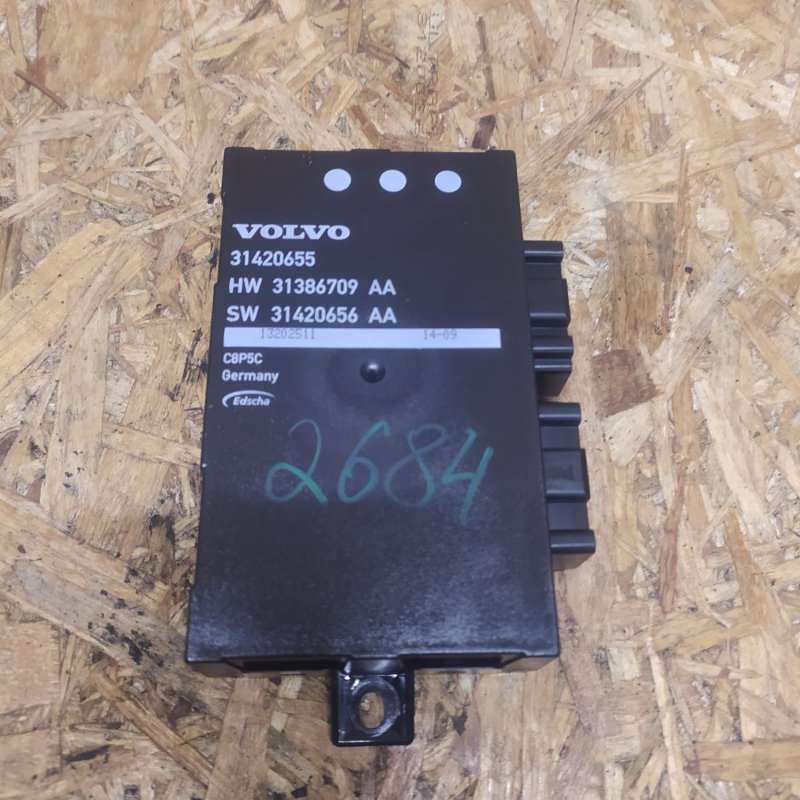 VOLVO
31420655
HW 31386709 AA
SW 31420656 AA
13202511 14-09
C8P5C
Germany
Edscha
2684